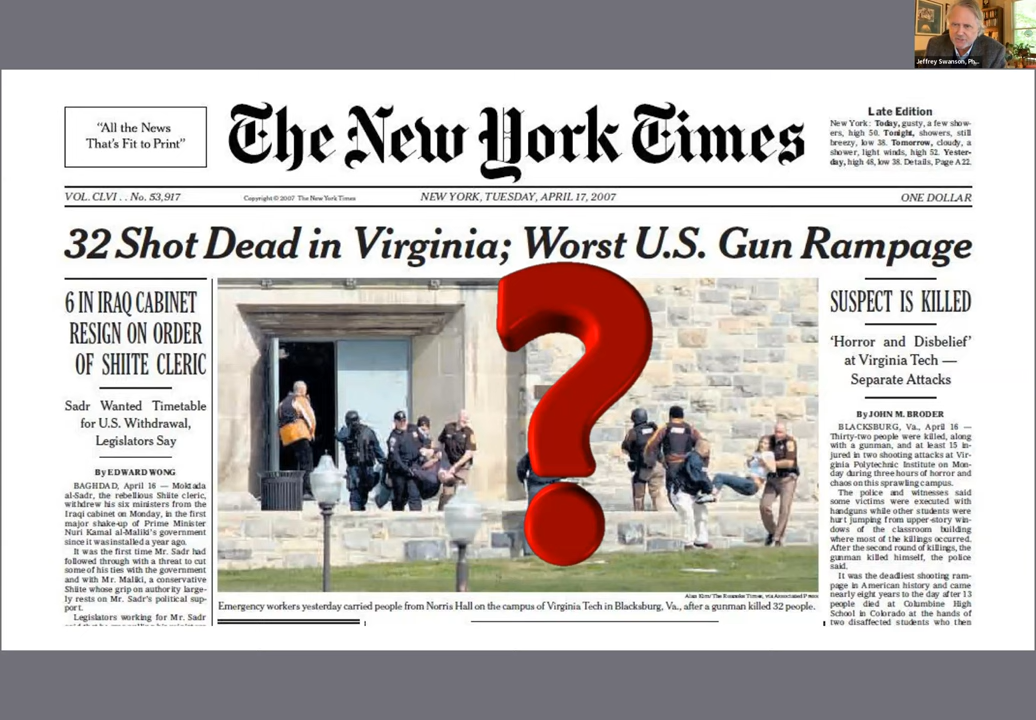 Jeffrey Swanson, Ph...
"All the News
That's Fit to Print"
The New York Times
Late Edition
New York: Today, gusty, a few show-
ers, high 50. Tonight, showers, still
breezy, low 38. Tomorrow, cloudy, a
shower, light winds, high 52. Yester-
day, high 48, low 38. Details, Page A22.
VOL. CLVI . . No. 53,917
Copyright © 2007 The New York Times
NEW YORK, TUESDAY, APRIL 17, 2007
ONE DOLLAR
32 Shot Dead in Virginia; Worst U.S. Gun Rampage
6 IN IRAQ CABINET
RESIGN ON ORDER
OF SHIITE CLERIC
Sadr Wanted Timetable
for U.S. Withdrawal,
Legislators Say
By EDWARD WONG
BAGHDAD, April 16 — Moktada
al-Sadr, the rebellious Shiite cleric,
withdrew his six ministers from the
Iraqi cabinet on Monday, in the first
major shake-up of Prime Minister
Nuri Kamal al-Maliki's government
since it was installed a year ago.
It was the first time Mr. Sadr had
followed through with a threat to cut
some of his ties with the government
and with Mr. Maliki, a conservative
Shiite whose grip on authority large-
ly rests on Mr. Sadr's political sup-
port.
Legislators working for Mr. Sadr
?
Alan Kim/The Roanoke Times, via Associated Press
Emergency workers yesterday carried people from Norris Hall on the campus of Virginia Tech in Blacksburg, Va., after a gunman killed 32 people.
SUSPECT IS KILLED
'Horror and Disbelief'
at Virginia Tech —
Separate Attacks
By JOHN M. BRODER
BLACKSBURG, Va., April 16 —
Thirty-two people were killed, along
with a gunman, and at least 15 in-
jured in two shooting attacks at Vir-
ginia Polytechnic Institute on Mon-
day during three hours of horror and
chaos on this sprawling campus.
The police and witnesses said
some victims were executed with
handguns while other students were
hurt jumping from upper-story win-
dows of the classroom building
where most of the killings occurred.
After the second round of killings, the
gunman killed himself, the police
said.
It was the deadliest shooting ram-
page in American history and came
nearly eight years to the day after 13
people died at Columbine High
School in Colorado at the hands of
two disaffected students who then